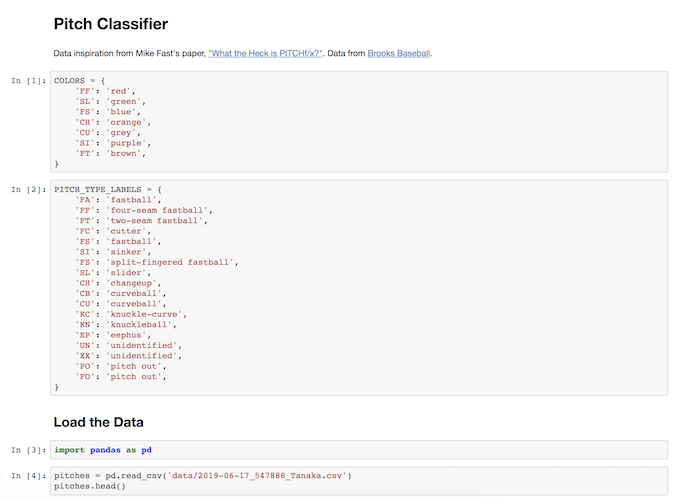 Pitch Classifier
Data inspiration from Mike Fast's paper, "What the Heck is PITCHf/x?". Data from Brooks Baseball.
In [1]: COLORS = {
'FF': 'red',
'SL': 'green',
'FS': 'blue',
'CH': 'orange',
'CU': 'grey',
'SI': 'purple',
'FT': 'brown',
}
In [2]: PITCH_TYPE_LABELS = {
'FA': 'fastball',
'FF': 'four-seam fastball',
'FT': 'two-seam fastball',
'FC': 'cutter',
'FS': 'fastball',
'SI': 'sinker',
'FS': 'split-fingered fastball',
'SL': 'slider',
'CH': 'changeup',
'CB': 'curveball',
'CU': 'curveball',
'KC': 'knuckle-curve',
'KN': 'knuckleball',
'EP': 'eephus',
'UN': 'unidentified',
'XX': 'unidentified',
'PO': 'pitch out',
'FO': 'pitch out',
}
Load the Data
In [3]: import pandas as pd
In [4]: pitches = pd.read_csv('data/2019-06-17_547888_Tanaka.csv')
pitches.head()